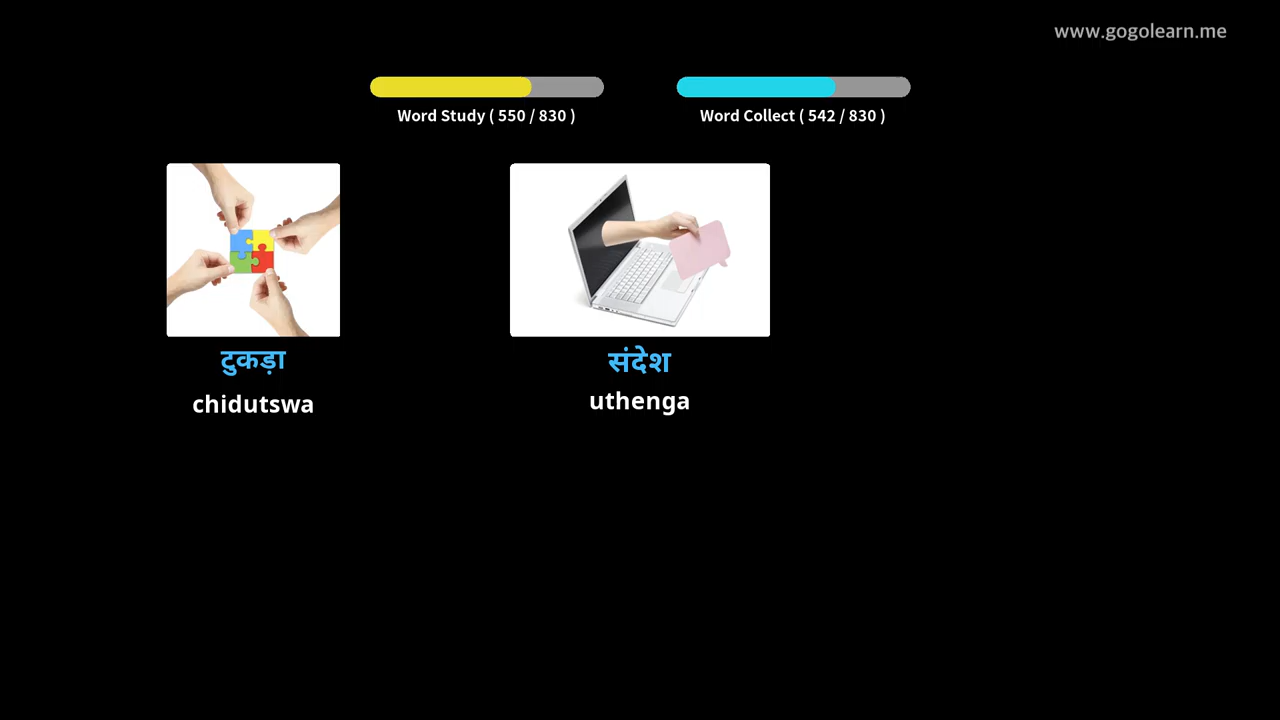 www.gogolearn.me
Word Study ( 550 / 830 )
Word Collect ( 542 / 830 )
टुकड़ा
chidutswa
संदेश
uthenga